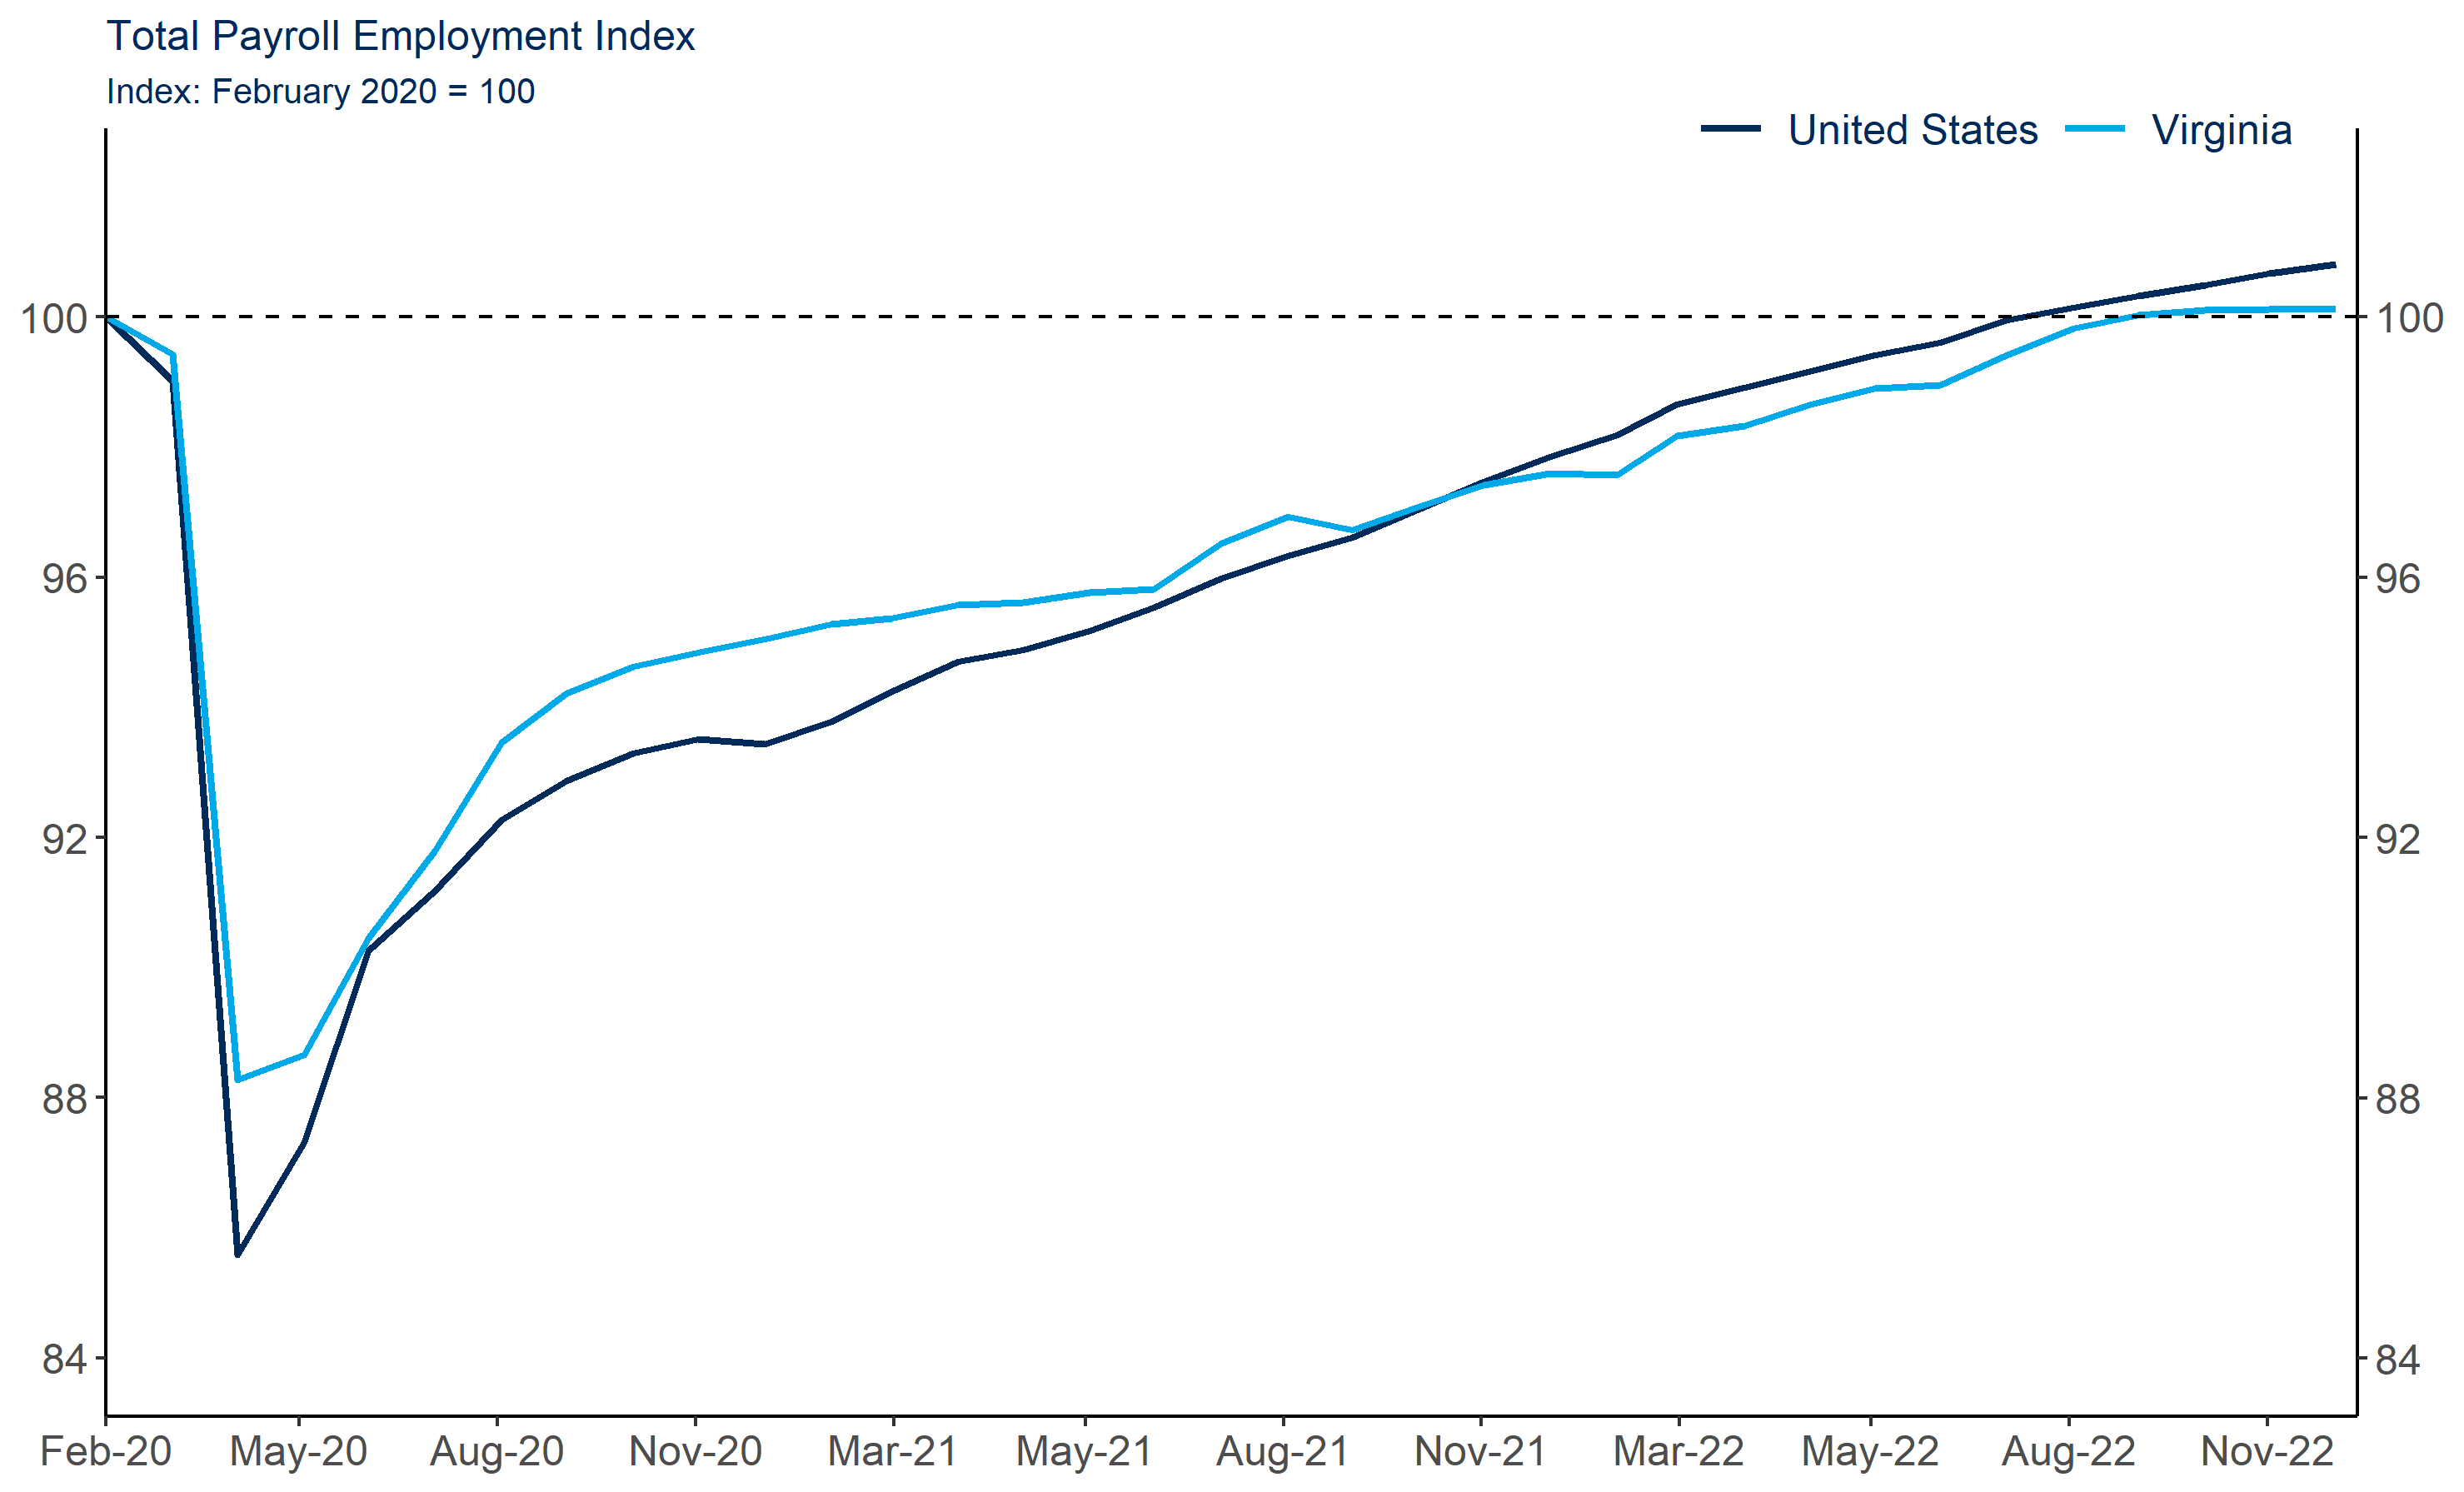 Total Payroll Employment Index
Index: February 2020 = 100
United States Virginia
100 100
96 96
92 92
88 88
84 84
Feb-20 May-20 Aug-20 Nov-20 Mar-21 May-21 Aug-21 Nov-21 Mar-22 May-22 Aug-22 Nov-22